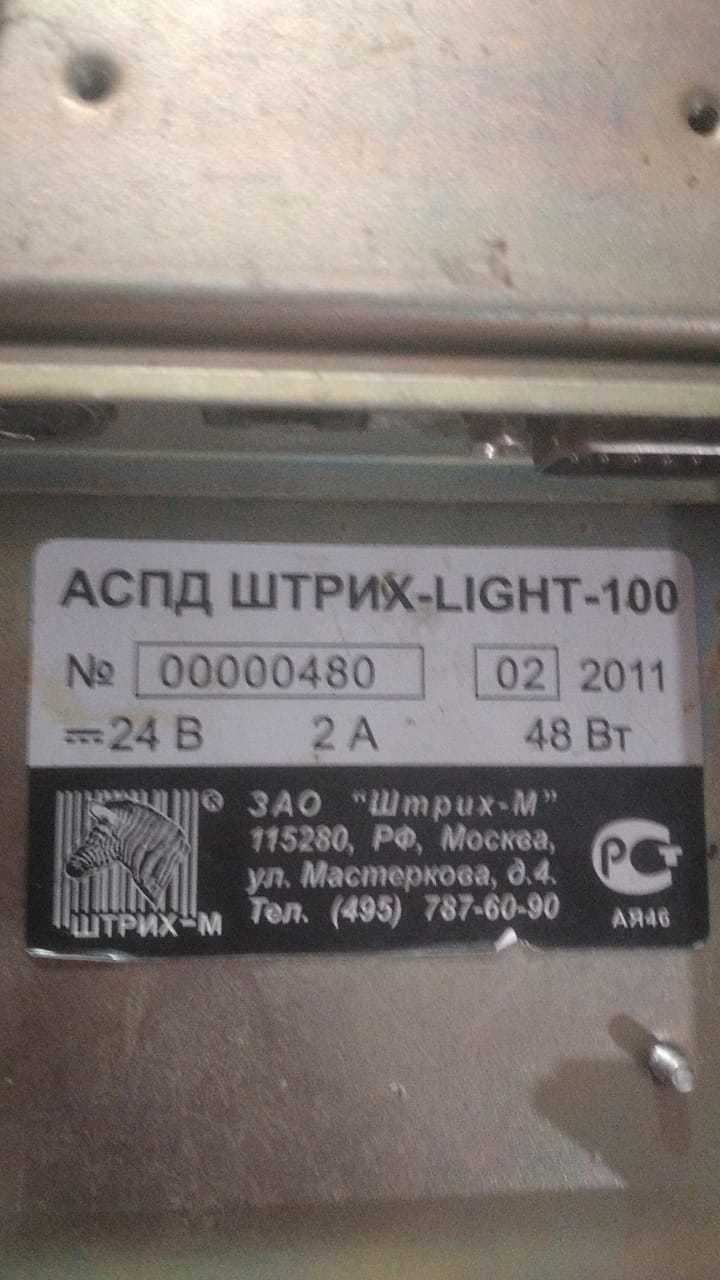 АСПД ШТРИХ-LIGHT-100
№ 00000480 02 2011
24 В 2 А 48 Вт
ЗАО "Штрих-М"
115280, РФ, Москва,
ул. Мастеркова, д.4.
Тел. (495) 787-60-90
® ШТРИХ-М
РСТ
АЯ46